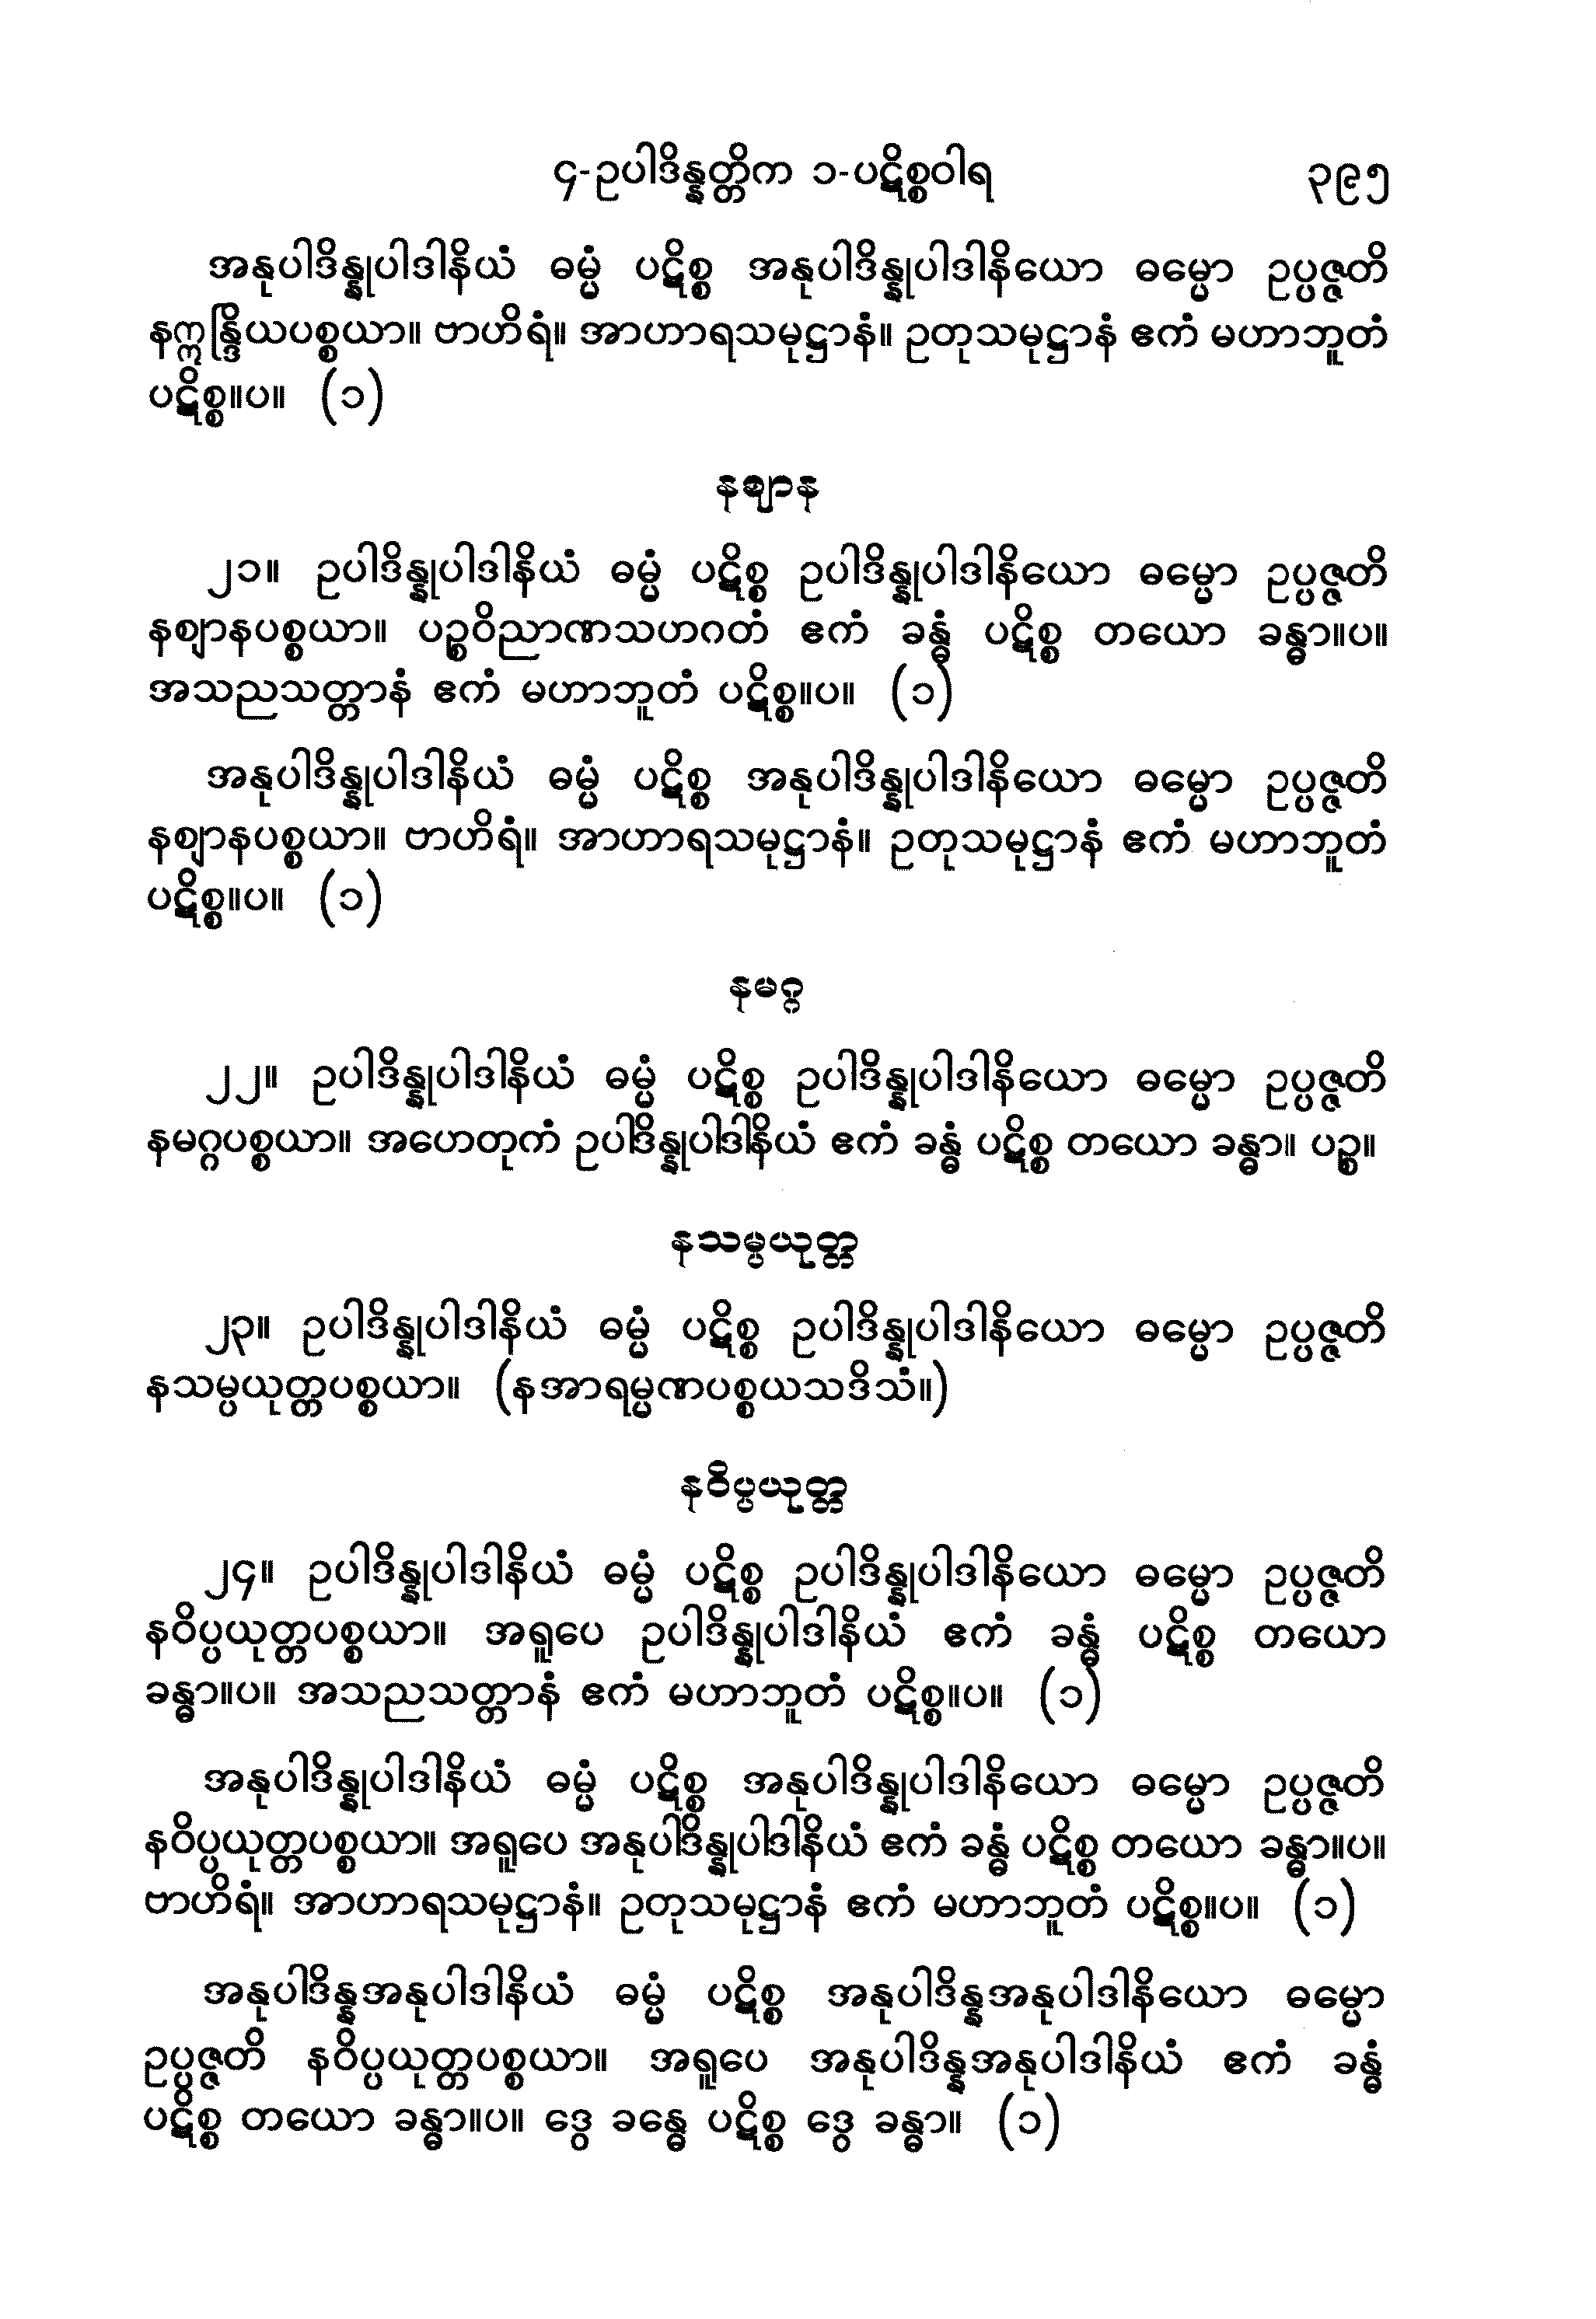 ၄-ဥပါဒိန္နတ္တိက ၁-ပဋိစ္စဝါရ ၃၉၅
အနုပါဒိန္နုပါဒါနိယံ ဓမ္မံ ပဋိစ္စ အနုပါဒိန္နုပါဒါနိယော ဓမ္မော ဥပ္ပဇ္ဇတိ
နဣန္ဒြိယပစ္စယာ။ ဗာဟိရံ။ အာဟာရသမုဋ္ဌာနံ။ ဥတုသမုဋ္ဌာနံ ဧကံ မဟာဘူတံ
ပဋိစ္စ။ပ။ (၁)
နဈာန
၂၁။ ဥပါဒိန္နုပါဒါနိယံ ဓမ္မံ ပဋိစ္စ ဥပါဒိန္နုပါဒါနိယော ဓမ္မော ဥပ္ပဇ္ဇတိ
နဈာနပစ္စယာ။ ပဉ္စဝိညာဏသဟဂတံ ဧကံ ခန္ဓံ ပဋိစ္စ တယော ခန္ဓာ။ပ။
အသညသတ္တာနံ ဧကံ မဟာဘူတံ ပဋိစ္စ။ပ။ (၁)
အနုပါဒိန္နုပါဒါနိယံ ဓမ္မံ ပဋိစ္စ အနုပါဒိန္နုပါဒါနိယော ဓမ္မော ဥပ္ပဇ္ဇတိ
နဈာနပစ္စယာ။ ဗာဟိရံ။ အာဟာရသမုဋ္ဌာနံ။ ဥတုသမုဋ္ဌာနံ ဧကံ မဟာဘူတံ
ပဋိစ္စ။ပ။ (၁)
နမဂ္ဂ
၂၂။ ဥပါဒိန္နုပါဒါနိယံ ဓမ္မံ ပဋိစ္စ ဥပါဒိန္နုပါဒါနိယော ဓမ္မော ဥပ္ပဇ္ဇတိ
နမဂ္ဂပစ္စယာ။ အဟေတုကံ ဥပါဒိန္နုပါဒါနိယံ ဧကံ ခန္ဓံ ပဋိစ္စ တယော ခန္ဓာ။ ပဉ္စ။
နသမ္ပယုတ္တ
၂၃။ ဥပါဒိန္နုပါဒါနိယံ ဓမ္မံ ပဋိစ္စ ဥပါဒိန္နုပါဒါနိယော ဓမ္မော ဥပ္ပဇ္ဇတိ
နသမ္ပယုတ္တပစ္စယာ။ (နအာရမ္မဏပစ္စယသဒိသံ။)
နဝိပ္ပယုတ္တ
၂၄။ ဥပါဒိန္နုပါဒါနိယံ ဓမ္မံ ပဋိစ္စ ဥပါဒိန္နုပါဒါနိယော ဓမ္မော ဥပ္ပဇ္ဇတိ
နဝိပ္ပယုတ္တပစ္စယာ။ အရူပေ ဥပါဒိန္နုပါဒါနိယံ ဧကံ ခန္ဓံ ပဋိစ္စ တယော
ခန္ဓာ။ပ။ အသညသတ္တာနံ ဧကံ မဟာဘူတံ ပဋိစ္စ။ပ။ (၁)
အနုပါဒိန္နုပါဒါနိယံ ဓမ္မံ ပဋိစ္စ အနုပါဒိန္နုပါဒါနိယော ဓမ္မော ဥပ္ပဇ္ဇတိ
နဝိပ္ပယုတ္တပစ္စယာ။ အရူပေ အနုပါဒိန္နုပါဒါနိယံ ဧကံ ခန္ဓံ ပဋိစ္စ တယော ခန္ဓာ။ပ။
ဗာဟိရံ။ အာဟာရသမုဋ္ဌာနံ။ ဥတုသမုဋ္ဌာနံ ဧကံ မဟာဘူတံ ပဋိစ္စ။ပ။ (၁)
အနုပါဒိန္နအနုပါဒါနိယံ ဓမ္မံ ပဋိစ္စ အနုပါဒိန္နအနုပါဒါနိယော ဓမ္မော
ဥပ္ပဇ္ဇတိ နဝိပ္ပယုတ္တပစ္စယာ။ အရူပေ အနုပါဒိန္နအနုပါဒါနိယံ ဧကံ ခန္ဓံ
ပဋိစ္စ တယော ခန္ဓာ။ပ။ ဒွေ ခန္ဓေ ပဋိစ္စ ဒွေ ခန္ဓာ။ (၁)